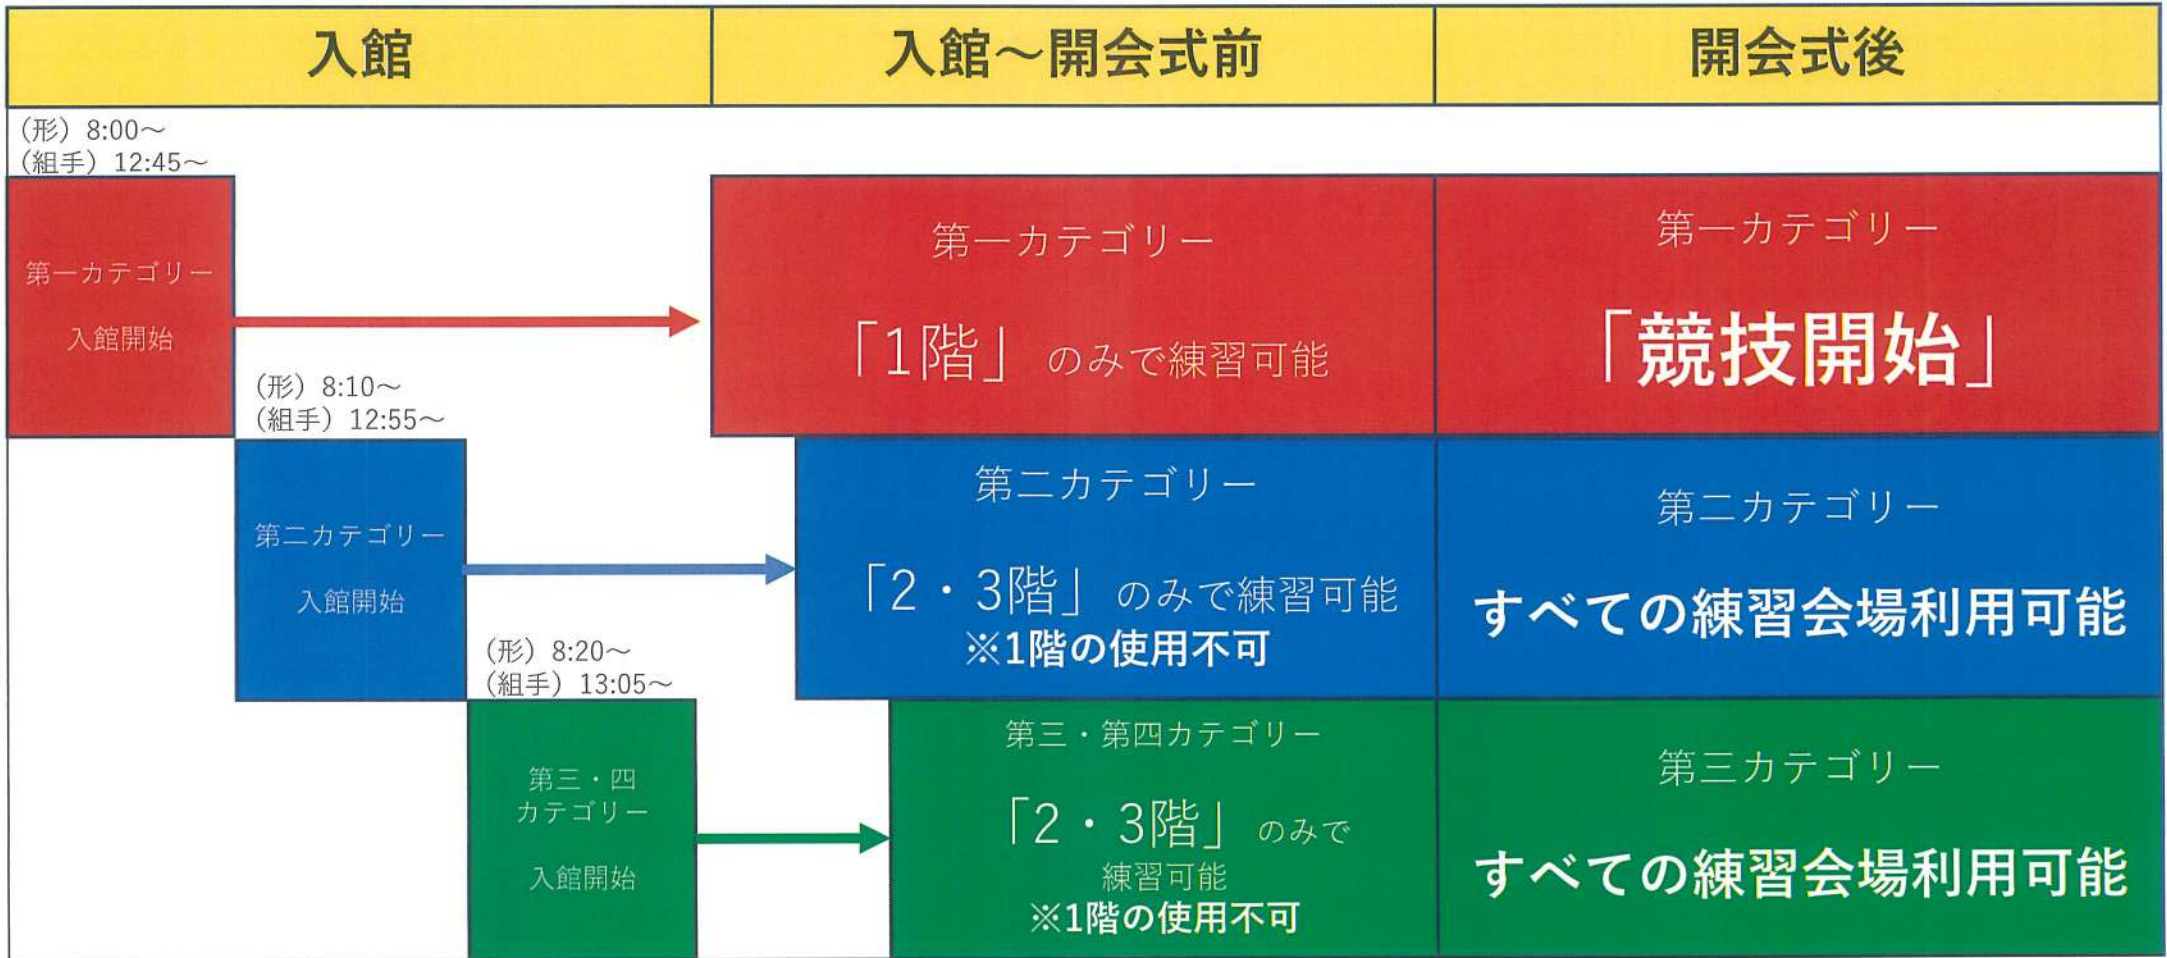 入館
入館～開会式前
開会式後
（形）8:00～
（組手）12:45～
第一カテゴリー
入館開始
第一カテゴリー
「1階」のみで練習可能
第一カテゴリー
「競技開始」
（形）8:10～
（組手）12:55～
第二カテゴリー
入館開始
第二カテゴリー
「2・3階」のみで練習可能
※1階の使用不可
第二カテゴリー
すべての練習会場利用可能
（形）8:20～
（組手）13:05～
第三・四
カテゴリー
入館開始
第三・第四カテゴリー
「2・3階」のみで
練習可能
※1階の使用不可
第三カテゴリー
すべての練習会場利用可能